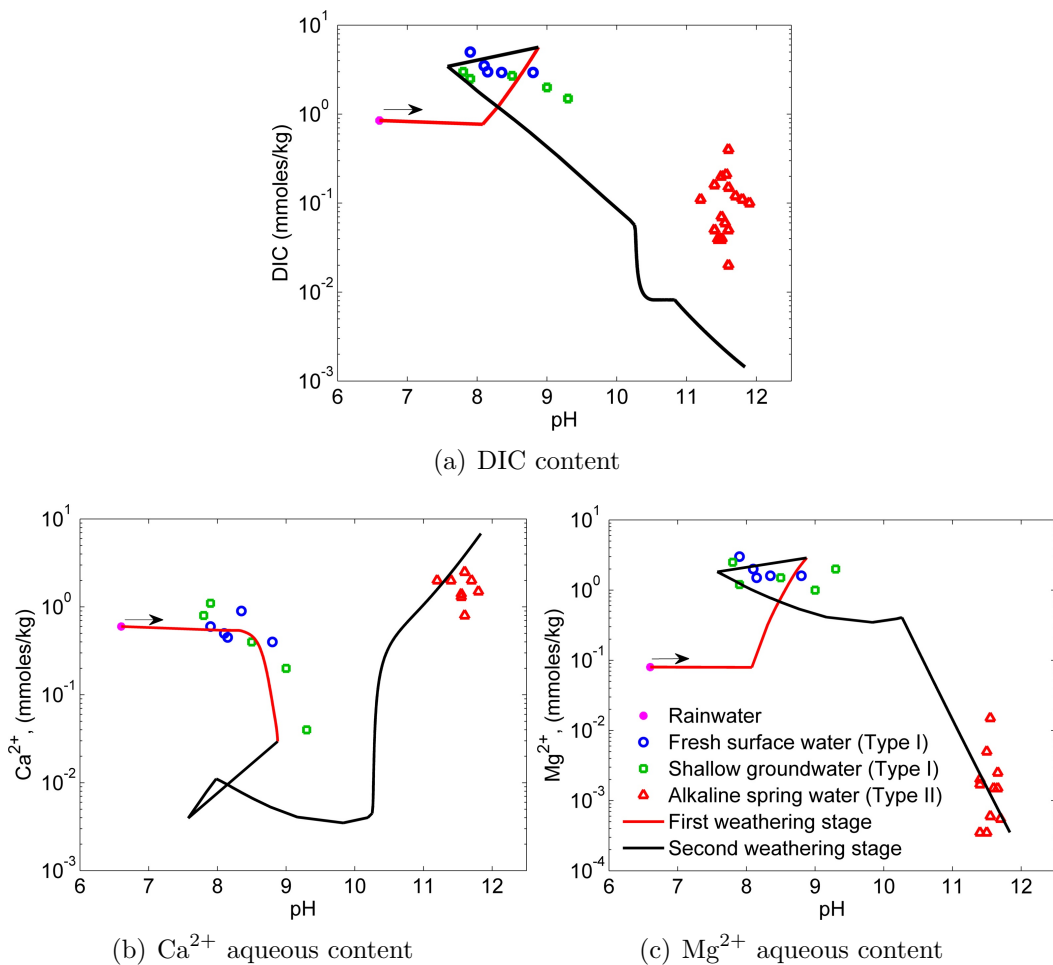 10^1
10^0
10^-1
10^-2
10^-3
DIC (mmoles/kg)
6 7 8 9 10 11 12
pH
(a) DIC content
10^1
10^0
10^-1
10^-2
10^-3
Ca^2+, (mmoles/kg)
6 7 8 9 10 11 12
pH
(b) Ca^2+ aqueous content
10^1
10^0
10^-1
10^-2
10^-3
10^-4
Mg^2+, (mmoles/kg)
Rainwater
Fresh surface water (Type I)
Shallow groundwater (Type I)
Alkaline spring water (Type II)
First weathering stage
Second weathering stage
6 7 8 9 10 11 12
pH
(c) Mg^2+ aqueous content